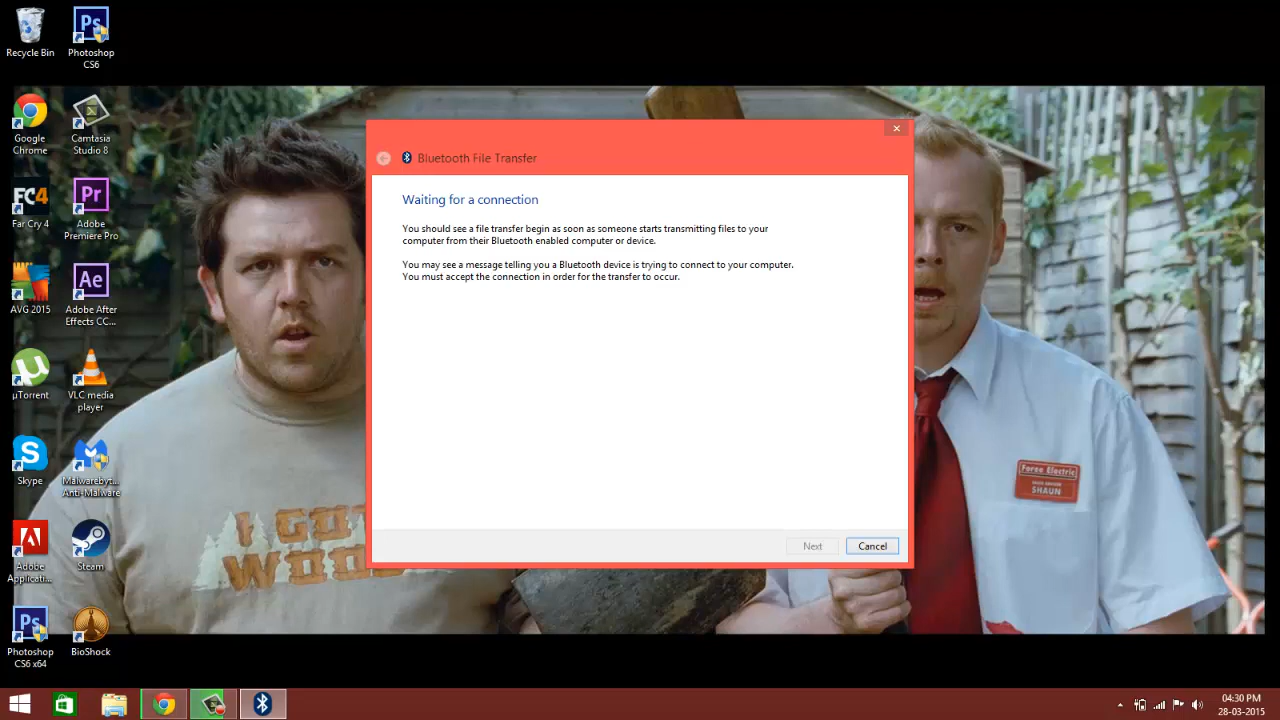 Recycle Bin
Ps
Photoshop
CS6
Google
Chrome
Camtasia
Studio 8
FC4
Far Cry 4
Pr
Adobe
Premiere Pro
AVG 2015
Ae
Adobe After
Effects CC...
µTorrent
VLC media
player
Skype
Malwareby...
Anti-Malware
Adobe
Applicati...
Steam
Ps
Photoshop
CS6 x64
BioShock
Bluetooth File Transfer
Waiting for a connection
You should see a file transfer begin as soon as someone starts transmitting files to your
computer from their Bluetooth enabled computer or device.
You may see a message telling you a Bluetooth device is trying to connect to your computer.
You must accept the connection in order for the transfer to occur.
Next
Cancel
I GO
WOO
Foree Electric
SHAUN
04:30 PM
28-03-2015